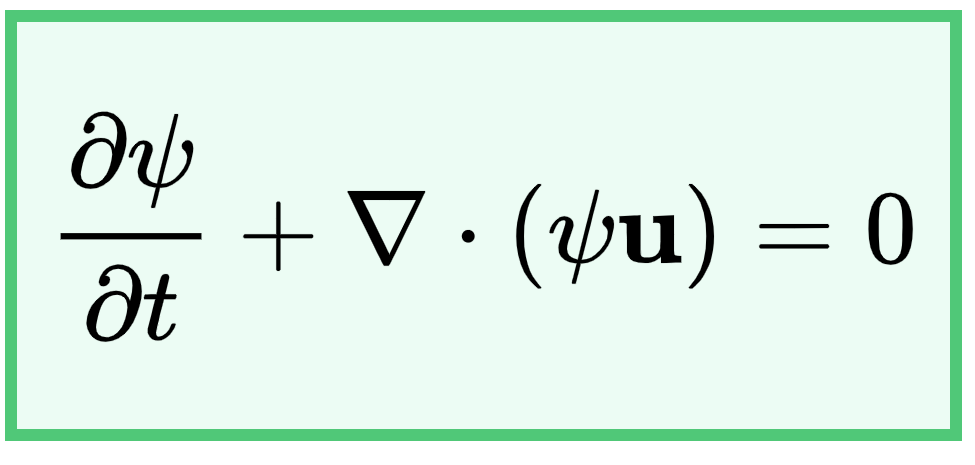 ∂ψ/∂t + ∇ · (ψ𝐮) = 0